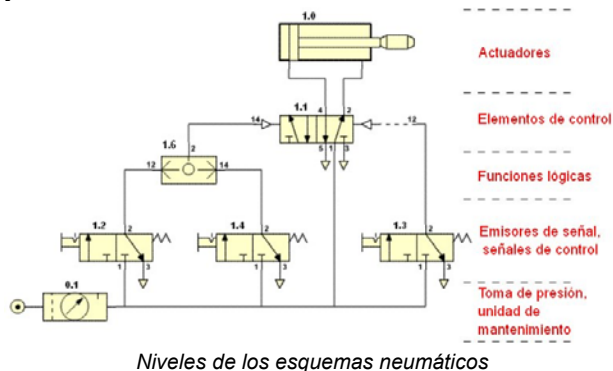 1.0
Actuadores
4 2
1.1
14
12
5 1 3
Elementos de control
1.6
2
12 14
Funciones lógicas
1.2
2
1 3
1.4
2
1 3
1.3
2
1 3
Emisores de señal,
señales de control
0.1
Toma de presión,
unidad de
mantenimiento
Niveles de los esquemas neumáticos